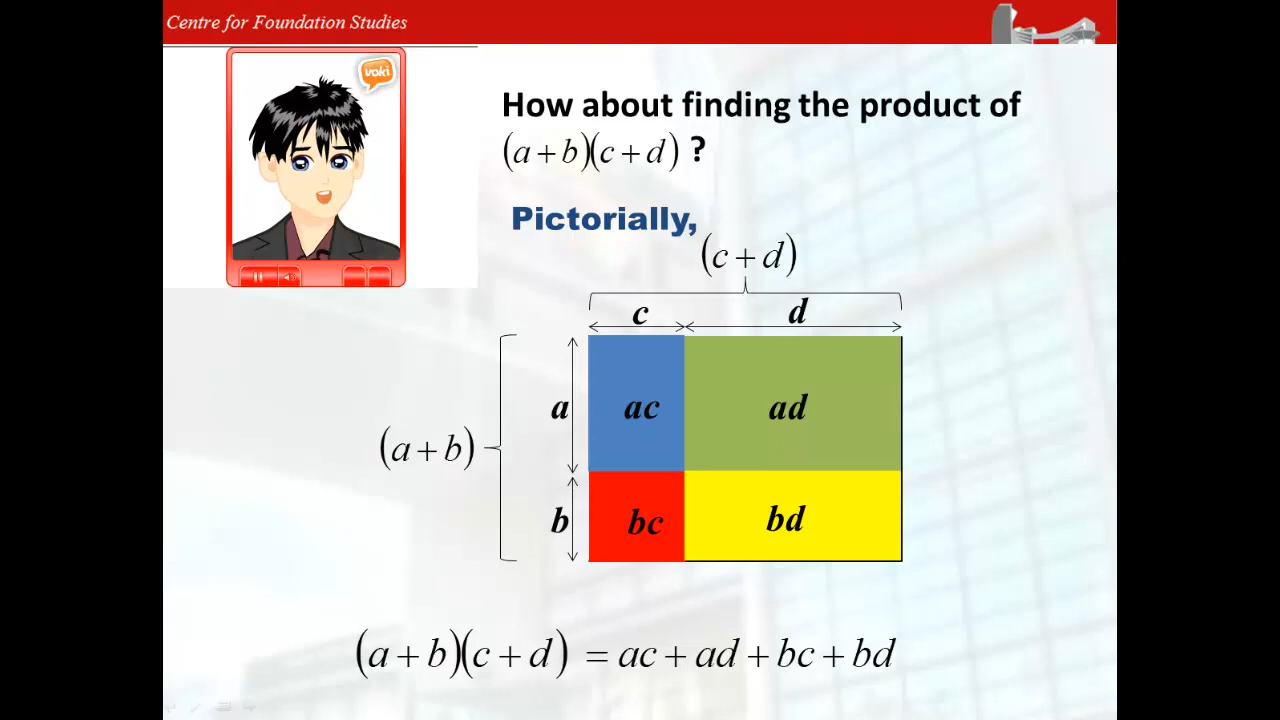 Centre for Foundation Studies
voki
How about finding the product of
(a + b)(c + d) ?
Pictorially,
(c + d)
c d
a ac ad
(a + b)
b bc bd
(a + b)(c + d) = ac + ad + bc + bd